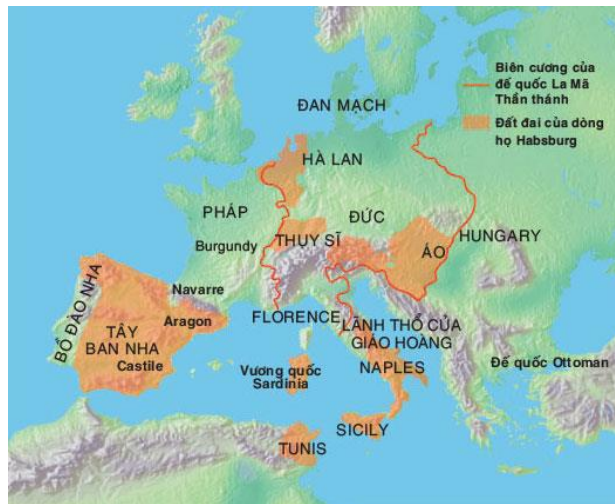 Biên cương của
đế quốc La Mã
Thần thánh
Đất đai của dòng
họ Habsburg
ĐAN MẠCH
HÀ LAN
PHÁP
ĐỨC
Burgundy
THUY SĨ
ÁO
HUNGARY
Navarre
BỒ ĐÀO NHA
Aragon
FLORENCE
LÃNH THỔ CỦA
GIÁO HOÀNG
TÂY
BAN NHA
Castile
Vương quốc
Sardinia
NAPLES
Đế quốc Ottoman
SICILY
TUNIS